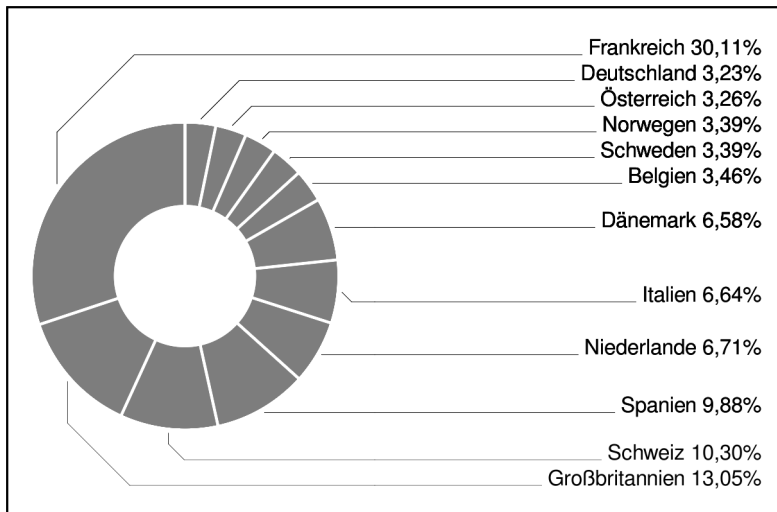 Frankreich 30,11%
Deutschland 3,23%
Österreich 3,26%
Norwegen 3,39%
Schweden 3,39%
Belgien 3,46%
Dänemark 6,58%
Italien 6,64%
Niederlande 6,71%
Spanien 9,88%
Schweiz 10,30%
Großbritannien 13,05%